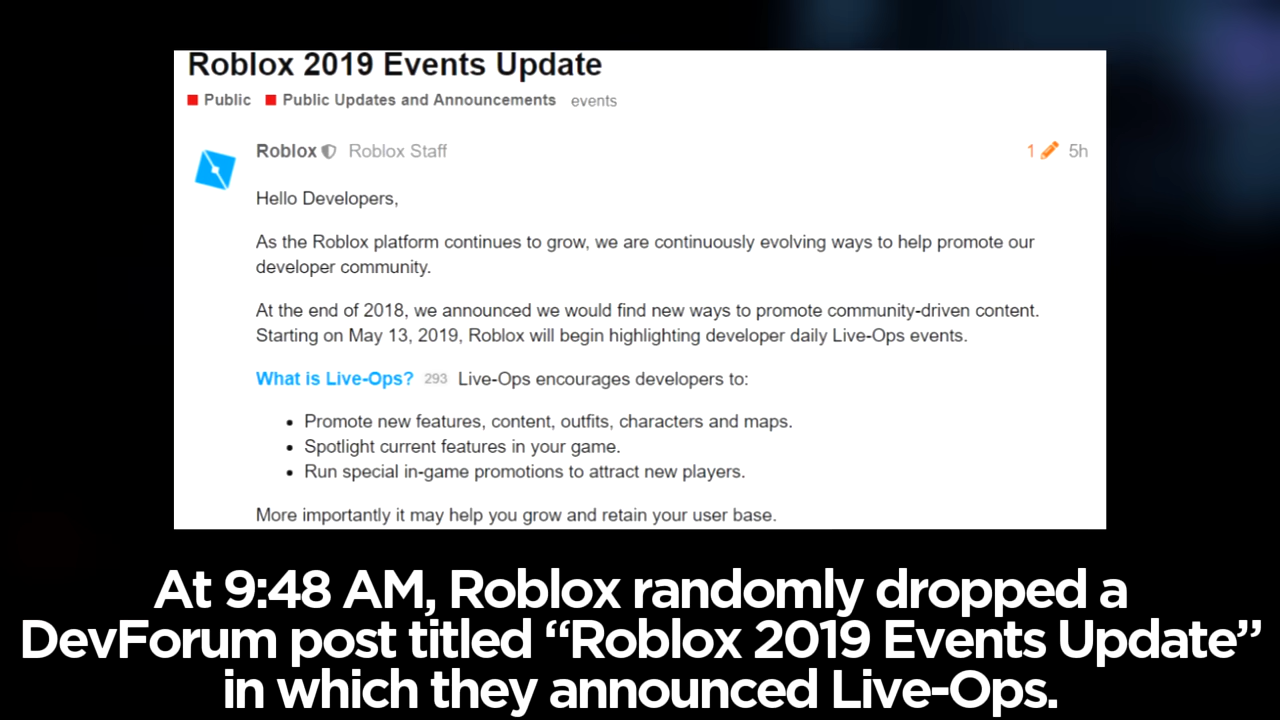 Roblox 2019 Events Update
Public Public Updates and Announcements events
Roblox Roblox Staff 1 5h
Hello Developers,
As the Roblox platform continues to grow, we are continuously evolving ways to help promote our
developer community.
At the end of 2018, we announced we would find new ways to promote community-driven content.
Starting on May 13, 2019, Roblox will begin highlighting developer daily Live-Ops events.
What is Live-Ops? 293 Live-Ops encourages developers to:
• Promote new features, content, outfits, characters and maps.
• Spotlight current features in your game.
• Run special in-game promotions to attract new players.
More importantly it may help you grow and retain your user base.
At 9:48 AM, Roblox randomly dropped a
DevForum post titled “Roblox 2019 Events Update”
in which they announced Live-Ops.